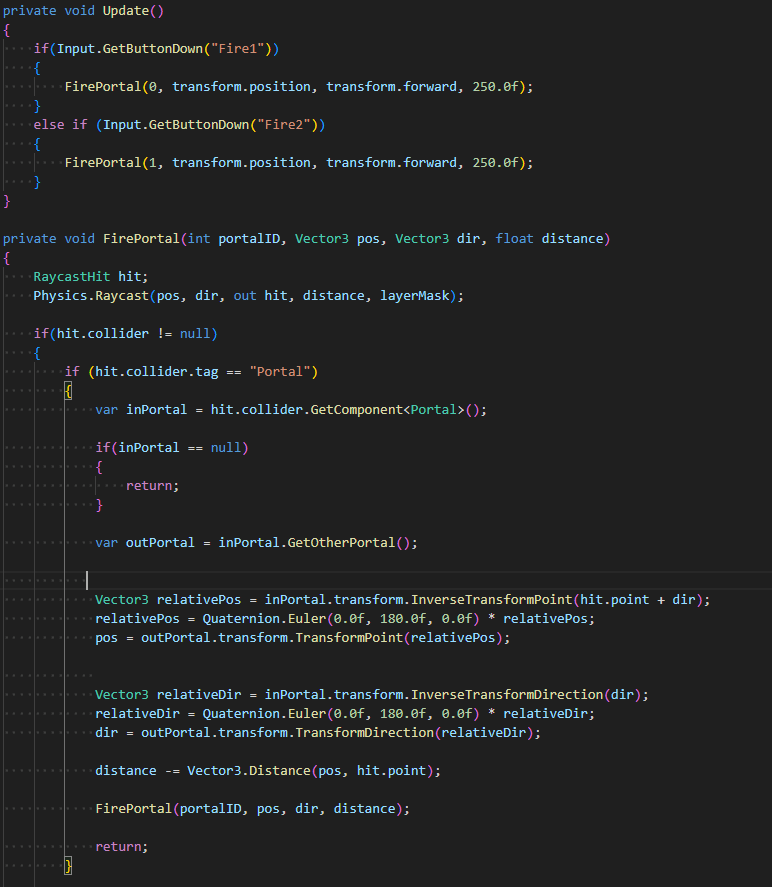 private void Update()
{
    if(Input.GetButtonDown("Fire1"))
    {
        FirePortal(0, transform.position, transform.forward, 250.0f);
    }
    else if (Input.GetButtonDown("Fire2"))
    {
        FirePortal(1, transform.position, transform.forward, 250.0f);
    }
}

private void FirePortal(int portalID, Vector3 pos, Vector3 dir, float distance)
{
    RaycastHit hit;
    Physics.Raycast(pos, dir, out hit, distance, layerMask);

    if(hit.collider != null)
    {
        if (hit.collider.tag == "Portal")
        {
            var inPortal = hit.collider.GetComponent<Portal>();

            if(inPortal == null)
            {
                return;
            }

            var outPortal = inPortal.GetOtherPortal();

            Vector3 relativePos = inPortal.transform.InverseTransformPoint(hit.point + dir);
            relativePos = Quaternion.Euler(0.0f, 180.0f, 0.0f) * relativePos;
            pos = outPortal.transform.TransformPoint(relativePos);

            Vector3 relativeDir = inPortal.transform.InverseTransformDirection(dir);
            relativeDir = Quaternion.Euler(0.0f, 180.0f, 0.0f) * relativeDir;
            dir = outPortal.transform.TransformDirection(relativeDir);

            distance -= Vector3.Distance(pos, hit.point);

            FirePortal(portalID, pos, dir, distance);

            return;
        }